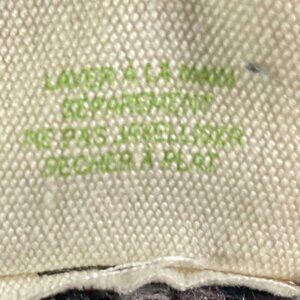 LAVER À LA MAIN
SEPAREMENT
NE PAS JAVELLISER
SECHER À PLAT